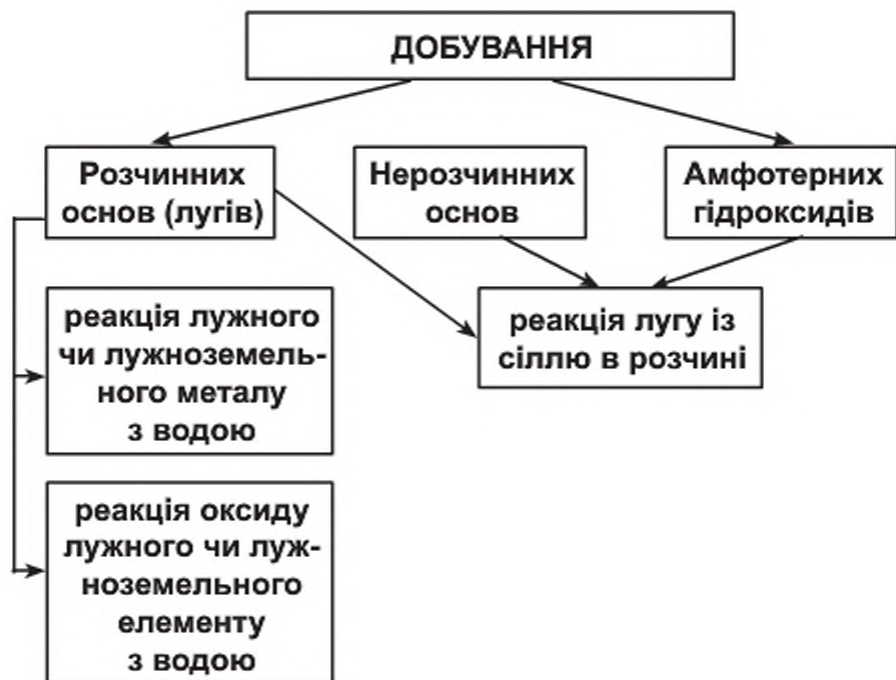 ДОБУВАННЯ
Розчинних
основ (лугів)
Нерозчинних
основ
Амфотерних
гідроксидів
реакція лужного
чи лужноземель-
ного металу
з водою
реакція лугу із
сіллю в розчині
реакція оксиду
лужного чи луж-
ноземельного
елементу
з водою